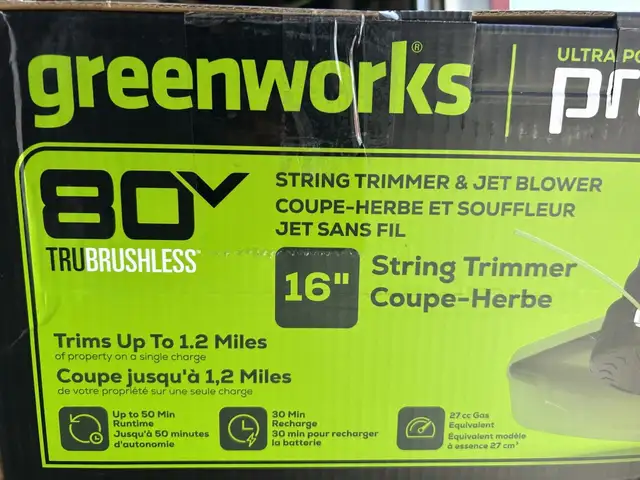 greenworks®
ULTRA
80V
TRUBRUSHLESS™
STRING TRIMMER & JET BLOWER
COUPE-HERBE ET SOUFFLEUR
JET SANS FIL
16"
String Trimmer
Coupe-Herbe
Trims Up To 1.2 Miles
of property on a single charge
Coupe jusqu'à 1,2 Miles
de votre propriété sur une seule charge
Up to 50 Min
Runtime
Jusqu'à 50 minutes
d'autonomie
30 Min
Recharge
30 min pour recharger
la batterie
27 cc Gas
Equivalent
Équivalent modèle
à essence 27 cm³